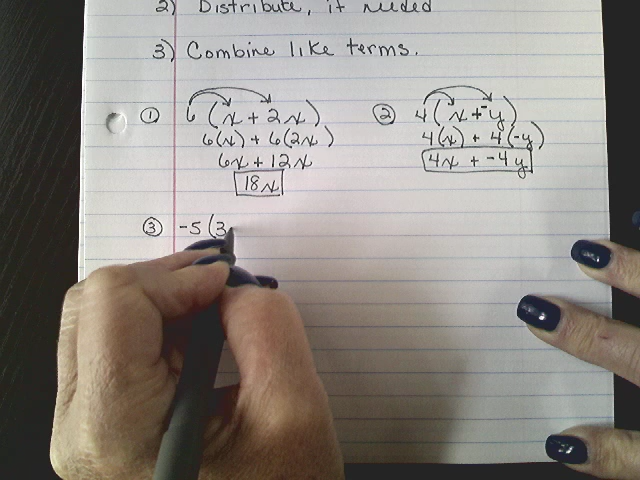 2) Distribute, if needed
3) Combine like terms.
① 6(x + 2x)
6(x) + 6(2x)
6x + 12x
18x
② 4(x + -y)
4(x) + 4(-y)
4x + -4y
③ -5(3